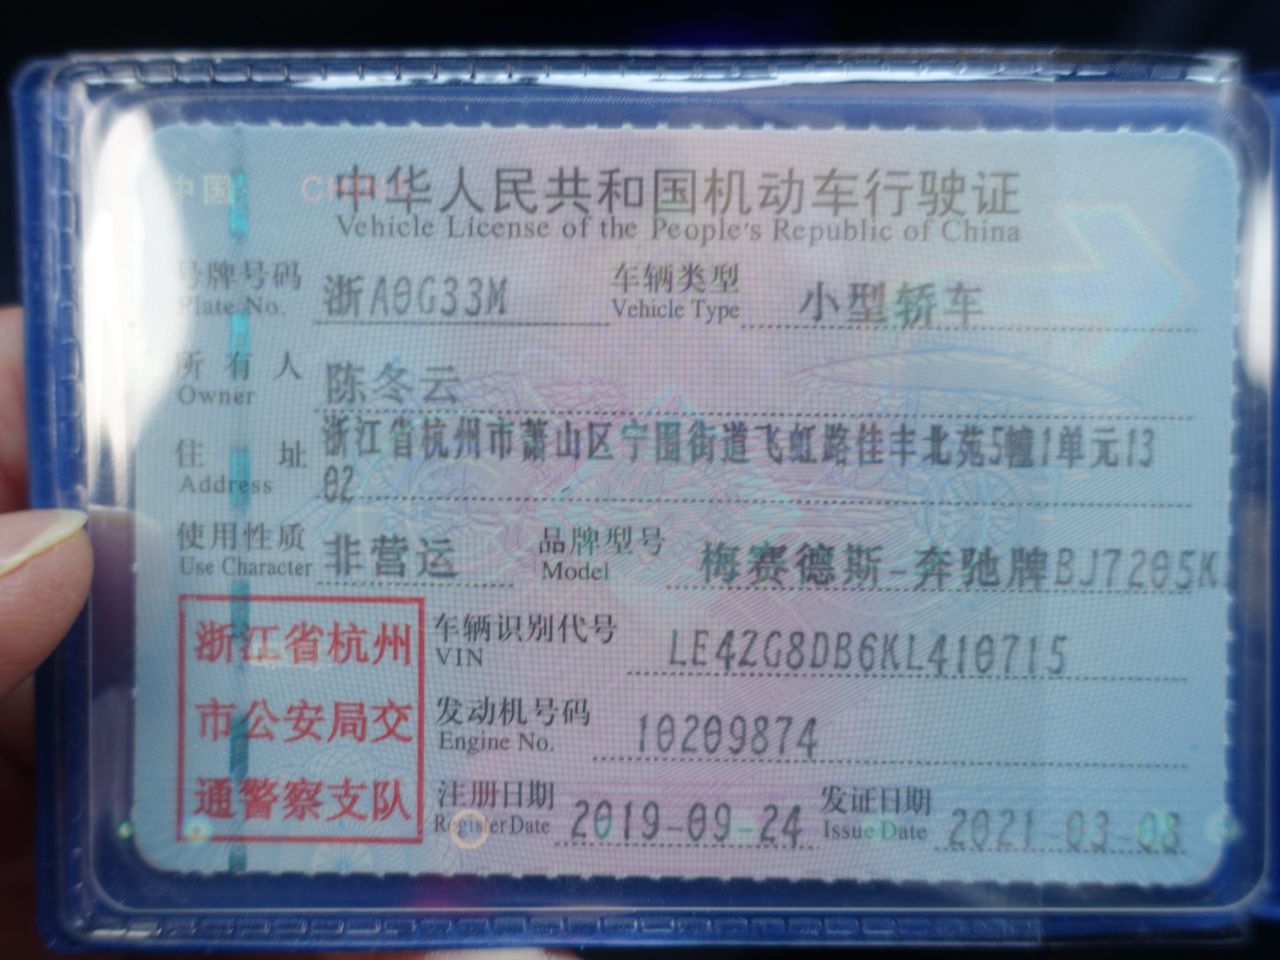 中国 CHINA
中华人民共和国机动车行驶证
Vehicle License of the People's Republic of China
号牌号码 浙A0G33M 车辆类型 小型轿车
Plate No. Vehicle Type
所有人 陈冬云
Owner
住址 浙江省杭州市萧山区宁围街道飞虹路佳丰北苑5幢1单元13
Address 02
使用性质 非营运 品牌型号 梅赛德斯-奔驰牌BJ7205K
Use Character Model
浙江省杭州
市公安局交
通警察支队
车辆识别代号 LE4ZG8DB6KL410715
VIN
发动机号码 10209874
Engine No.
注册日期 2019-09-24 发证日期 2021-03-08
Register Date Issue Date